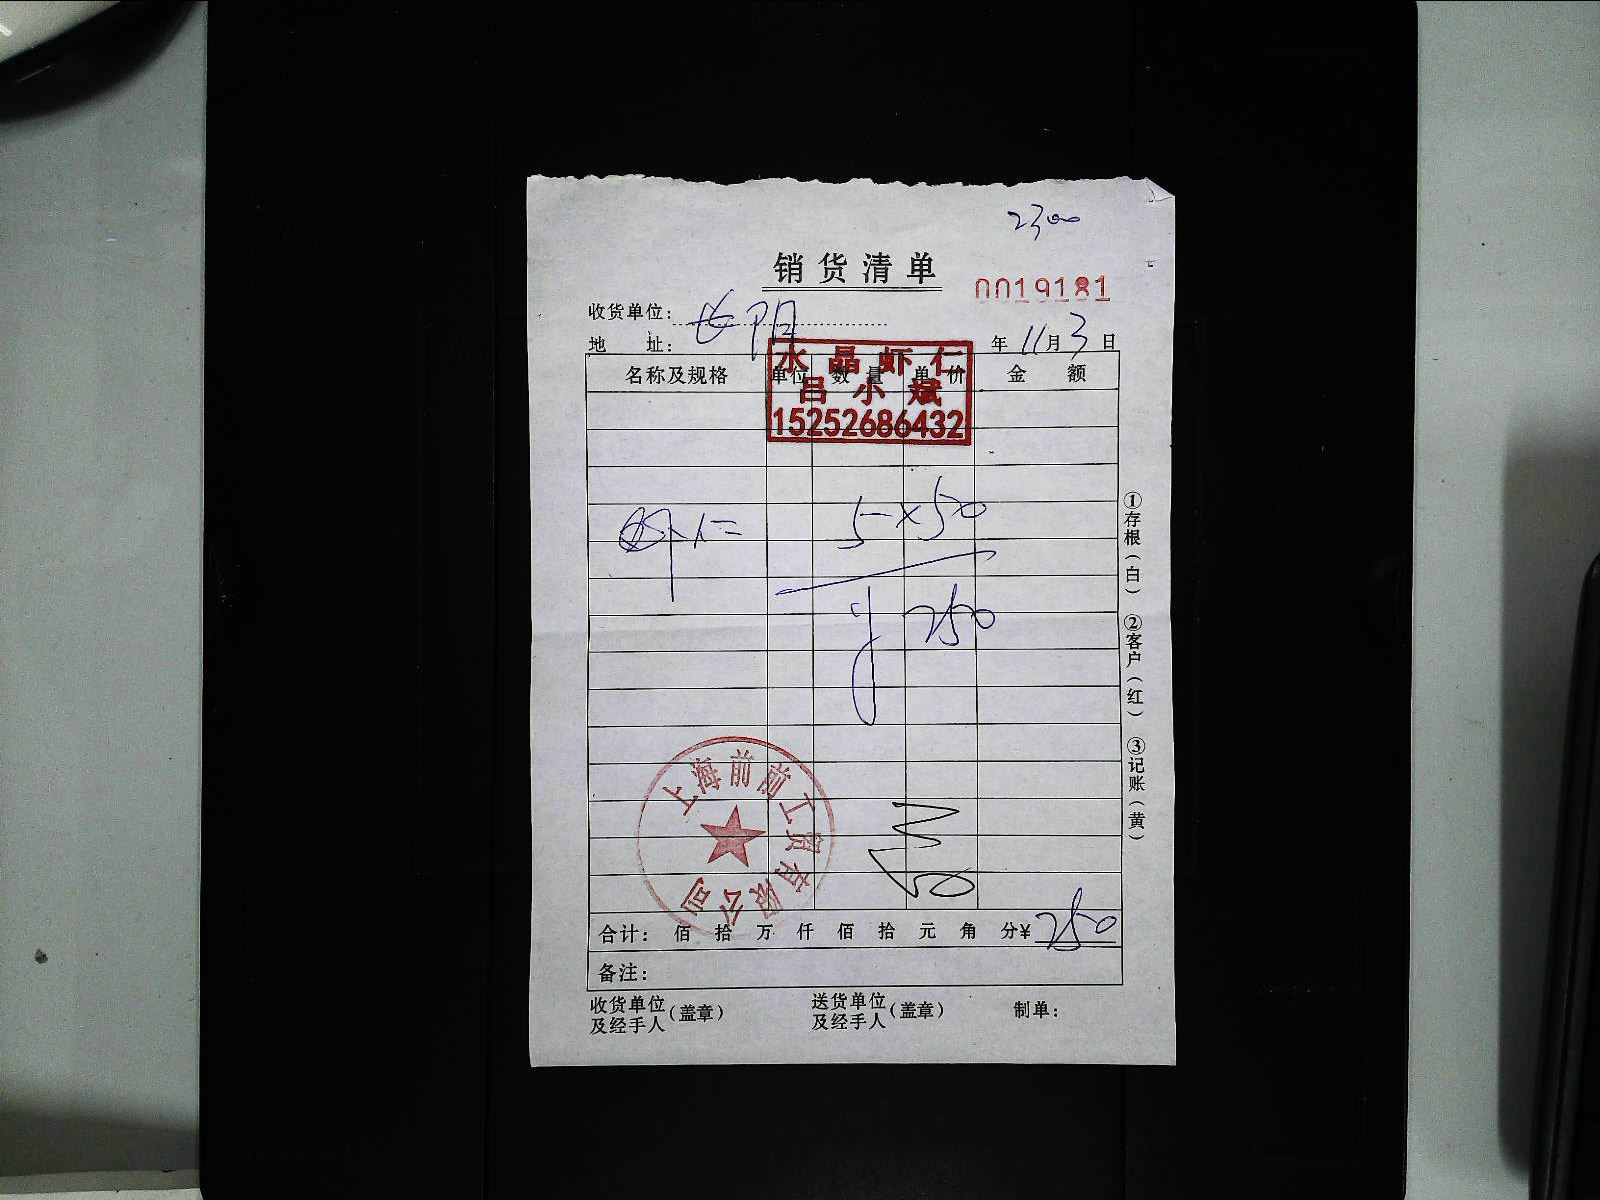 2300
销货清单
0019181
收货单位：
地 址： 年 11月3日
水晶虾仁
吕小斌
15252686432
名称及规格 单位 数量 单价 金额
虾仁 5×50
¥ 250
上海前前工贸有限公司
合计： 佰 拾 万 仟 佰 拾 元 角 分¥ 250
备注：
收货单位及经手人（盖章） 送货单位及经手人（盖章） 制单：
①存根（白） ②客户（红） ③记账（黄）